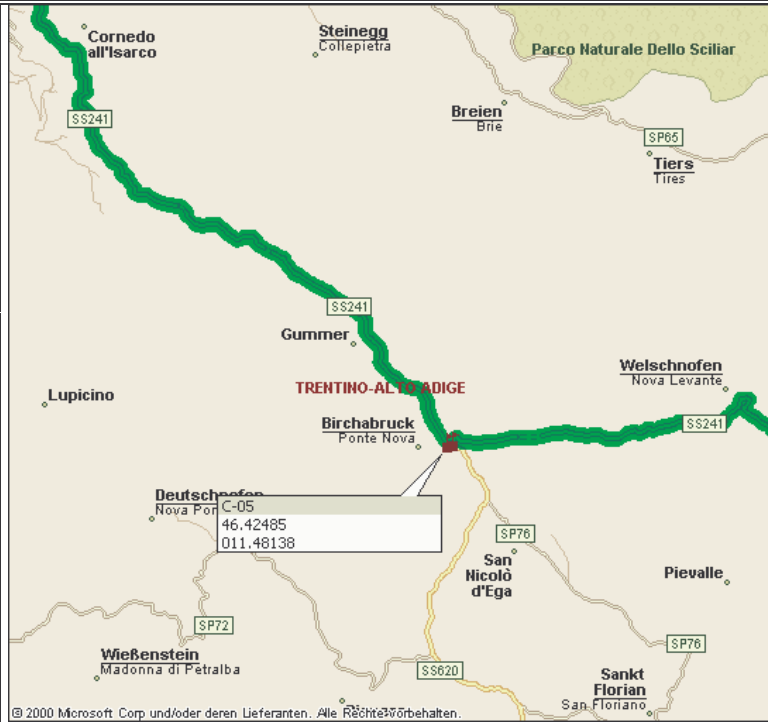 Cornedo
all'Isarco
Steinegg
Collepietra
Parco Naturale Dello Sciliar
SS241
Breien
Brie
SP65
Tiers
Tires
SS241
Gummer
TRENTINO-ALTO ADIGE
Welschnofen
Nova Levante
Lupicino
Birchabruck
Ponte Nova
SS241
Deutschnofen
Nova Pon
C-05
46.42485
011.48138
SP76
San
Nicolò
d'Ega
Pievalle
SP72
SP76
Wießenstein
Madonna di Petralba
SS620
Sankt
Florian
San Floriano
© 2000 Microsoft Corp und/oder deren Lieferanten. Alle Rechte vorbehalten.